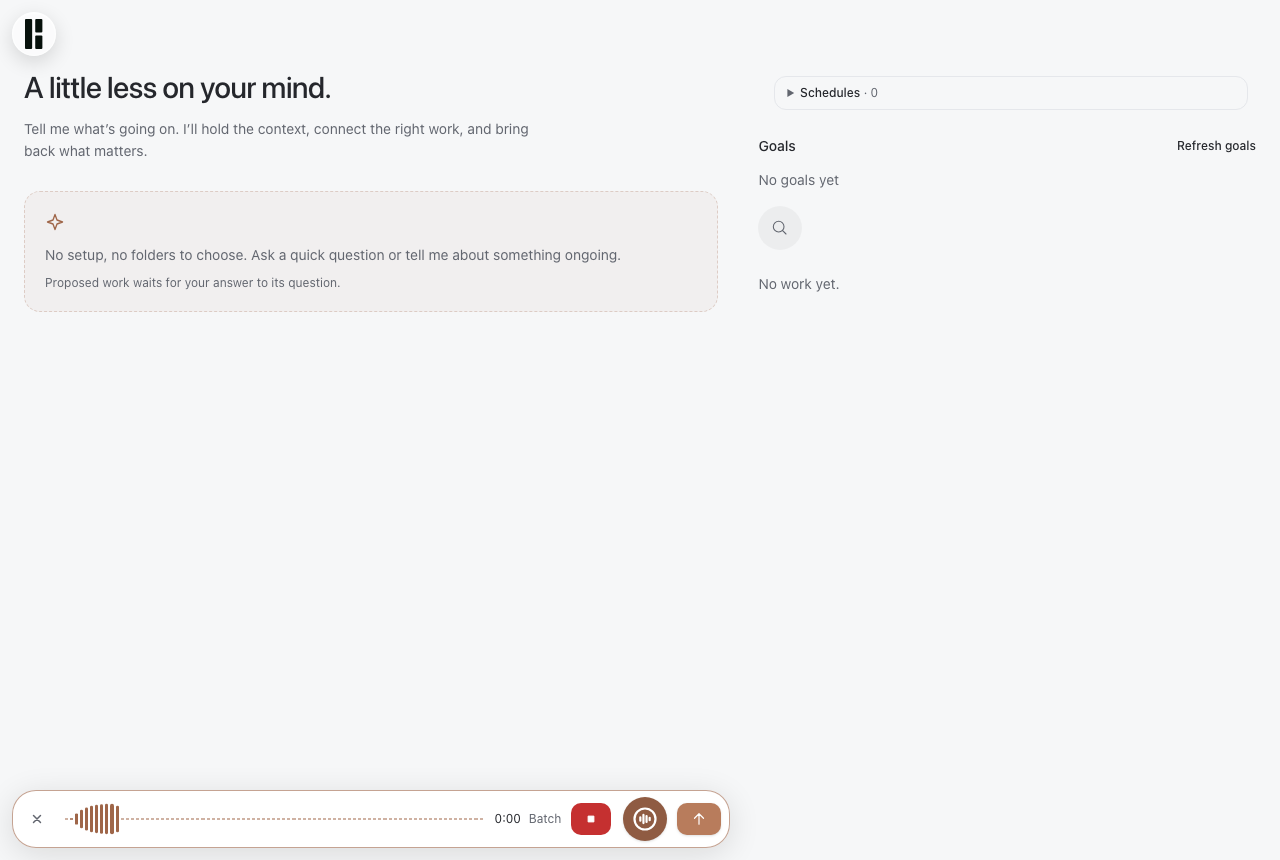 A little less on your mind.
Tell me what’s going on. I’ll hold the context, connect the right work, and bring
back what matters.
No setup, no folders to choose. Ask a quick question or tell me about something ongoing.
Proposed work waits for your answer to its question.
Schedules · 0
Goals
Refresh goals
No goals yet
No work yet.
0:00
Batch